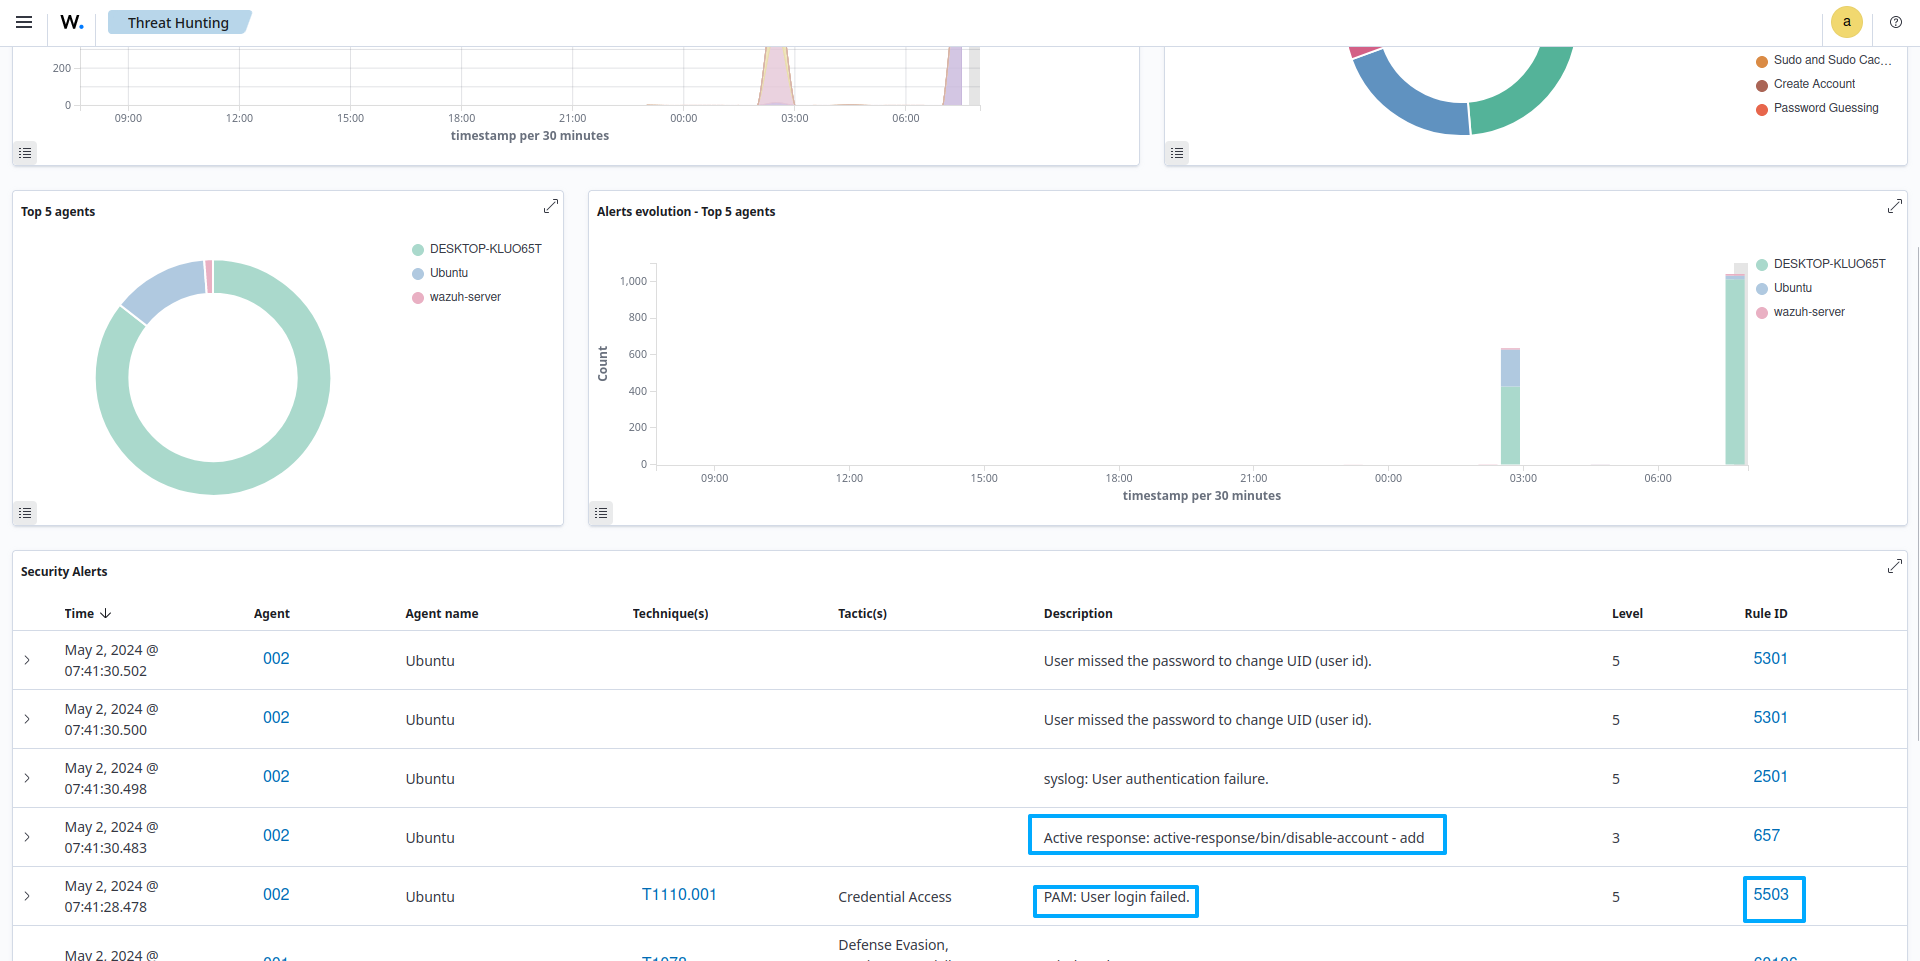 W.
Threat Hunting
a
200
0
09:00
12:00
15:00
18:00
21:00
00:00
03:00
06:00
timestamp per 30 minutes
Sudo and Sudo Cac...
Create Account
Password Guessing
Top 5 agents
DESKTOP-KLUO65T
Ubuntu
wazuh-server
Alerts evolution - Top 5 agents
Count
1,000
800
600
400
200
0
09:00
12:00
15:00
18:00
21:00
00:00
03:00
06:00
timestamp per 30 minutes
DESKTOP-KLUO65T
Ubuntu
wazuh-server
Security Alerts
Time Agent Agent name Technique(s) Tactic(s) Description Level Rule ID
May 2, 2024 @
07:41:30.502
002 Ubuntu User missed the password to change UID (user id). 5 5301
May 2, 2024 @
07:41:30.500
002 Ubuntu User missed the password to change UID (user id). 5 5301
May 2, 2024 @
07:41:30.498
002 Ubuntu syslog: User authentication failure. 5 2501
May 2, 2024 @
07:41:30.483
002 Ubuntu Active response: active-response/bin/disable-account - add 3 657
May 2, 2024 @
07:41:28.478
002 Ubuntu T1110.001 Credential Access PAM: User login failed. 5 5503
May 2, 2024 @
Defense Evasion,